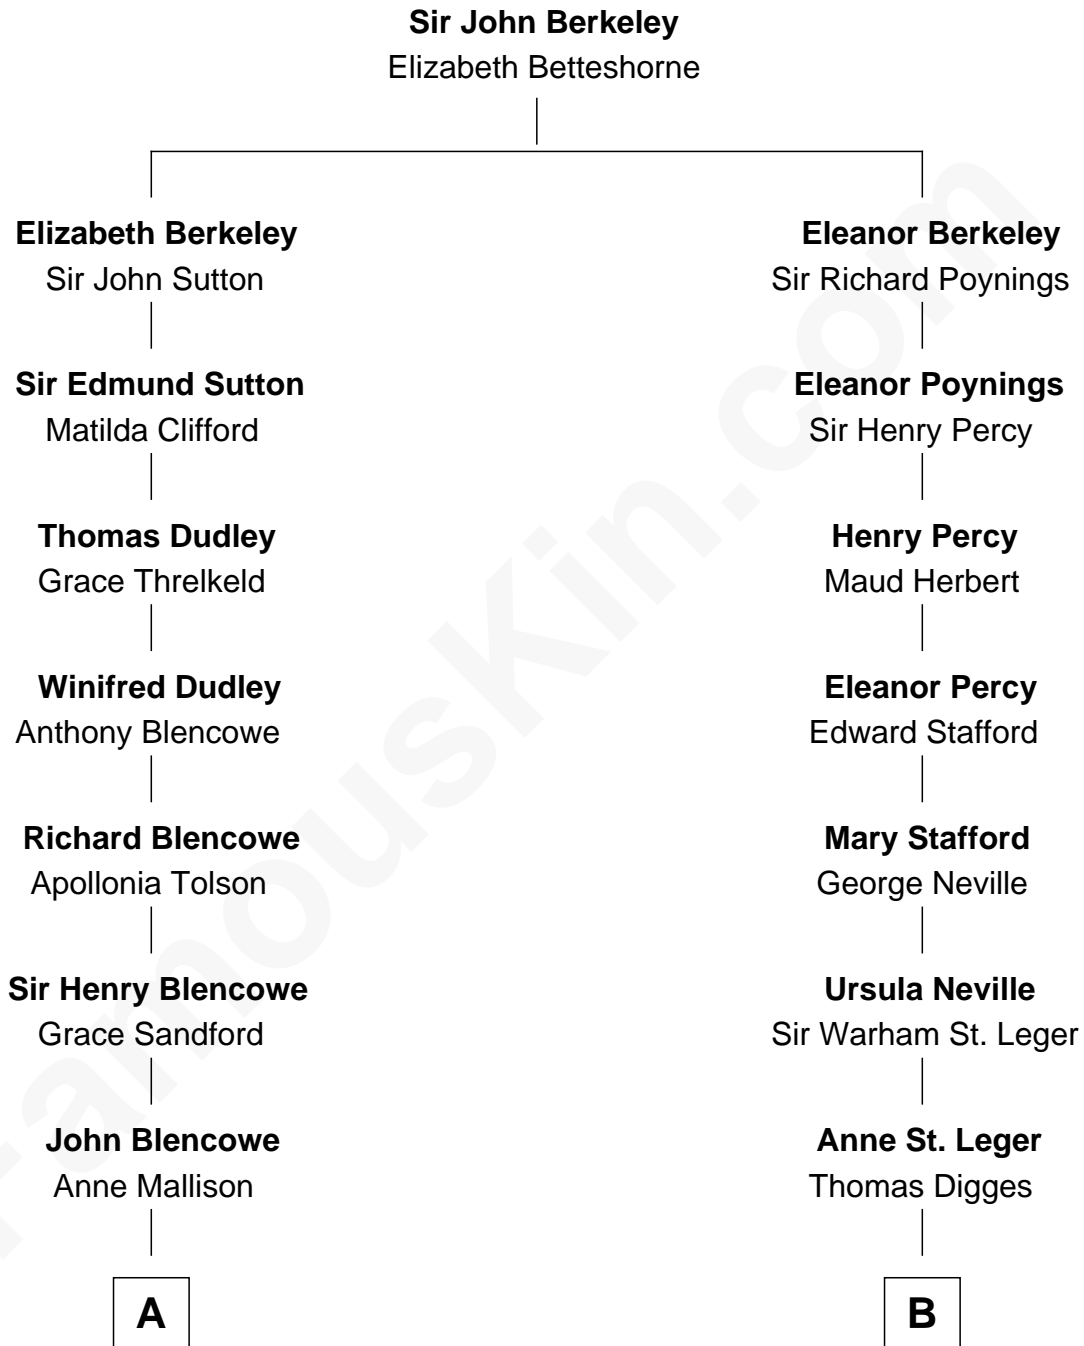 Sir John Berkeley
Elizabeth Betteshorne
Elizabeth Berkeley
Sir John Sutton
Eleanor Berkeley
Sir Richard Poynings
Sir Edmund Sutton
Matilda Clifford
Eleanor Poynings
Sir Henry Percy
Thomas Dudley
Grace Threlkeld
Henry Percy
Maud Herbert
Winifred Dudley
Anthony Blencowe
Eleanor Percy
Edward Stafford
Richard Blencowe
Apollonia Tolson
Mary Stafford
George Neville
Sir Henry Blencowe
Grace Sandford
Ursula Neville
Sir Warham St. Leger
John Blencowe
Anne Mallison
Anne St. Leger
Thomas Digges
A
B
FamousKin.com